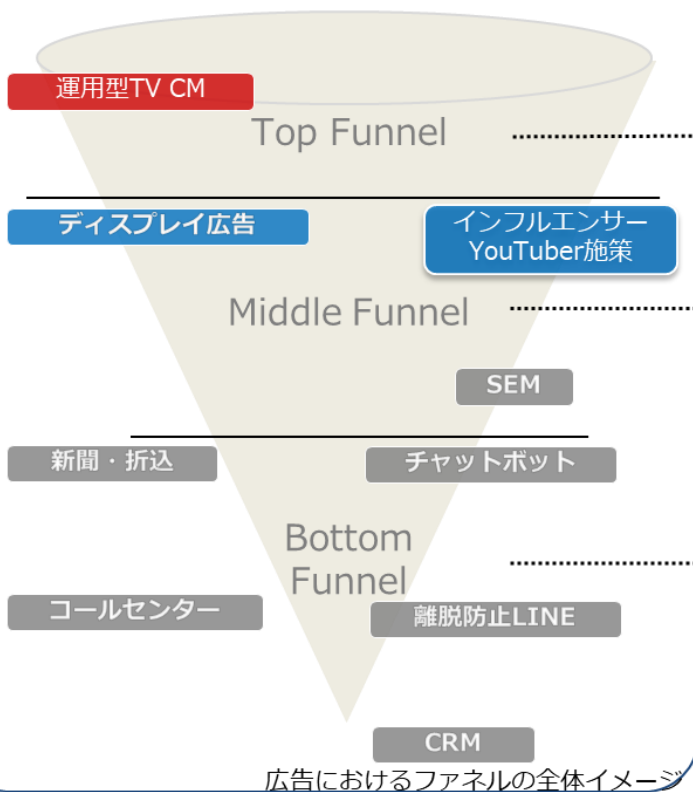 運用型TV CM
Top Funnel
ディスプレイ広告
インフルエンサー
YouTuber施策
Middle Funnel
SEM
新聞・折込
チャットボット
Bottom
Funnel
コールセンター
離脱防止LINE
CRM
広告におけるファネルの全体イメージ